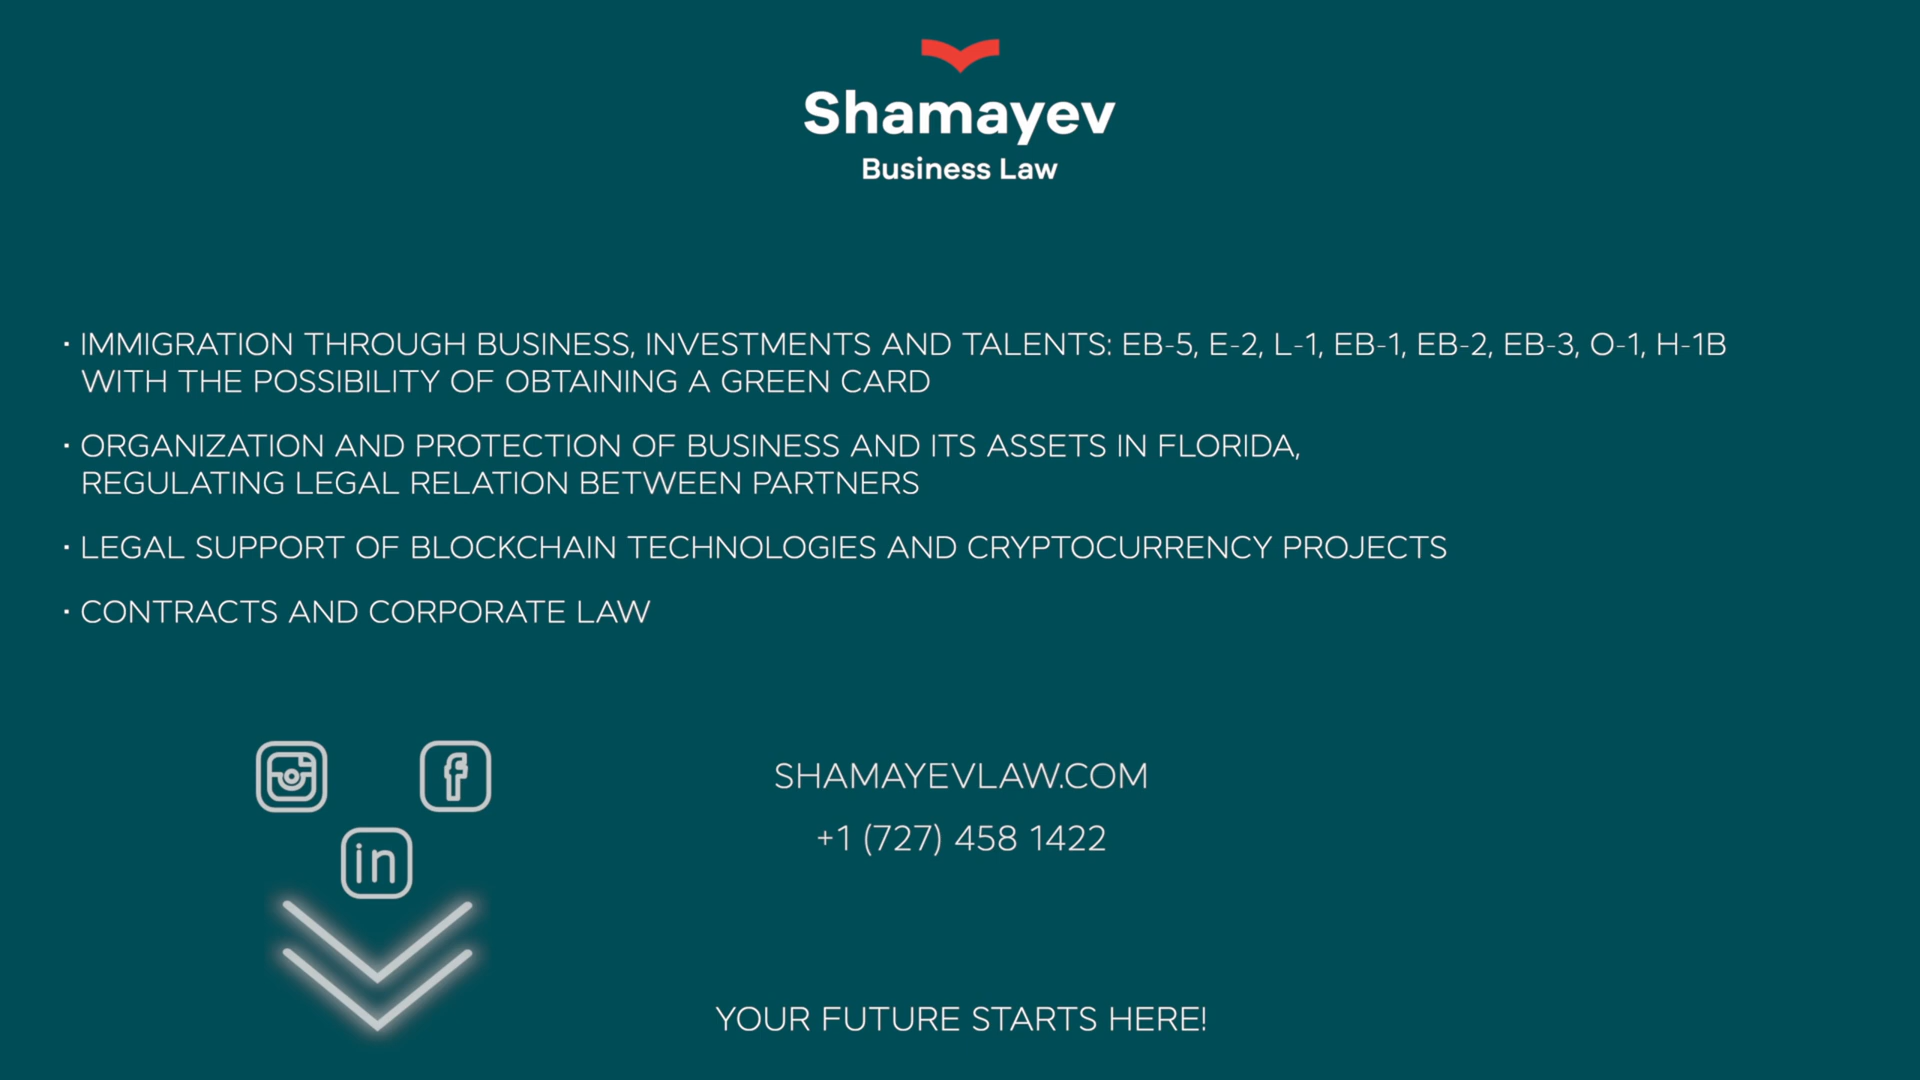 Shamayev
Business Law
· IMMIGRATION THROUGH BUSINESS, INVESTMENTS AND TALENTS: EB-5, E-2, L-1, EB-1, EB-2, EB-3, O-1, H-1B
WITH THE POSSIBILITY OF OBTAINING A GREEN CARD
· ORGANIZATION AND PROTECTION OF BUSINESS AND ITS ASSETS IN FLORIDA,
REGULATING LEGAL RELATION BETWEEN PARTNERS
· LEGAL SUPPORT OF BLOCKCHAIN TECHNOLOGIES AND CRYPTOCURRENCY PROJECTS
· CONTRACTS AND CORPORATE LAW
f
in
SHAMAYEVLAW.COM
+1 (727) 458 1422
YOUR FUTURE STARTS HERE!